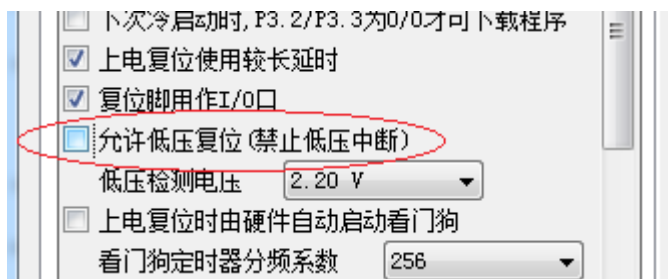 下次冷启动时,P3.2/P3.3为0/0才可下载程序
上电复位使用较长延时
复位脚用作I/O口
允许低压复位(禁止低压中断)
低压检测电压 2.20 V
上电复位时由硬件自动启动看门狗
看门狗定时器分频系数 256